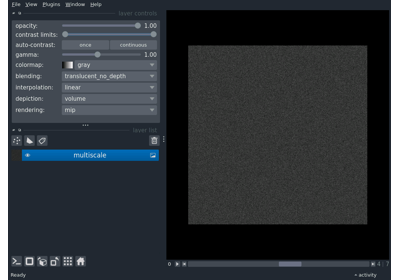 File View Plugins Window Help
layer controls
opacity: 1.00
contrast limits:
auto-contrast: once continuous
gamma: 1.00
colormap: gray
blending: translucent_no_depth
interpolation: linear
depiction: volume
rendering: mip
layer list
multiscale
Ready activity